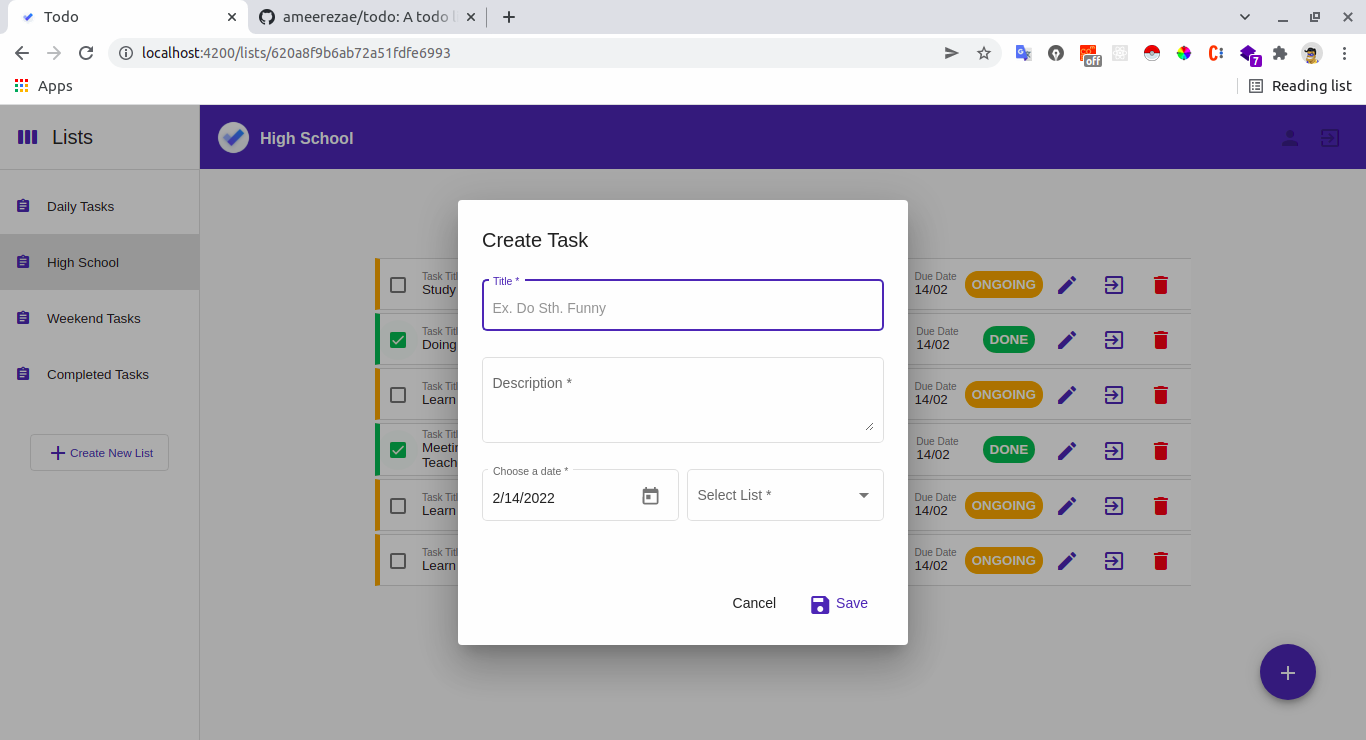 Todo
ameerezae/todo: A todo l
localhost:4200/lists/620a8f9b6ab72a51fdfe6993
off
7
Apps
Reading list
Lists
High School
Daily Tasks
High School
Weekend Tasks
Completed Tasks
Create New List
Create Task
Title *
Ex. Do Sth. Funny
Description *
Choose a date *
2/14/2022
Select List *
Cancel
Save
Task Titl
Study
Due Date
14/02
ONGOING
Task Titl
Doing
Due Date
14/02
DONE
Task Titl
Learn
Due Date
14/02
ONGOING
Task Titl
Meetin
Teach
Due Date
14/02
DONE
Task Titl
Learn
Due Date
14/02
ONGOING
Task Titl
Learn
Due Date
14/02
ONGOING